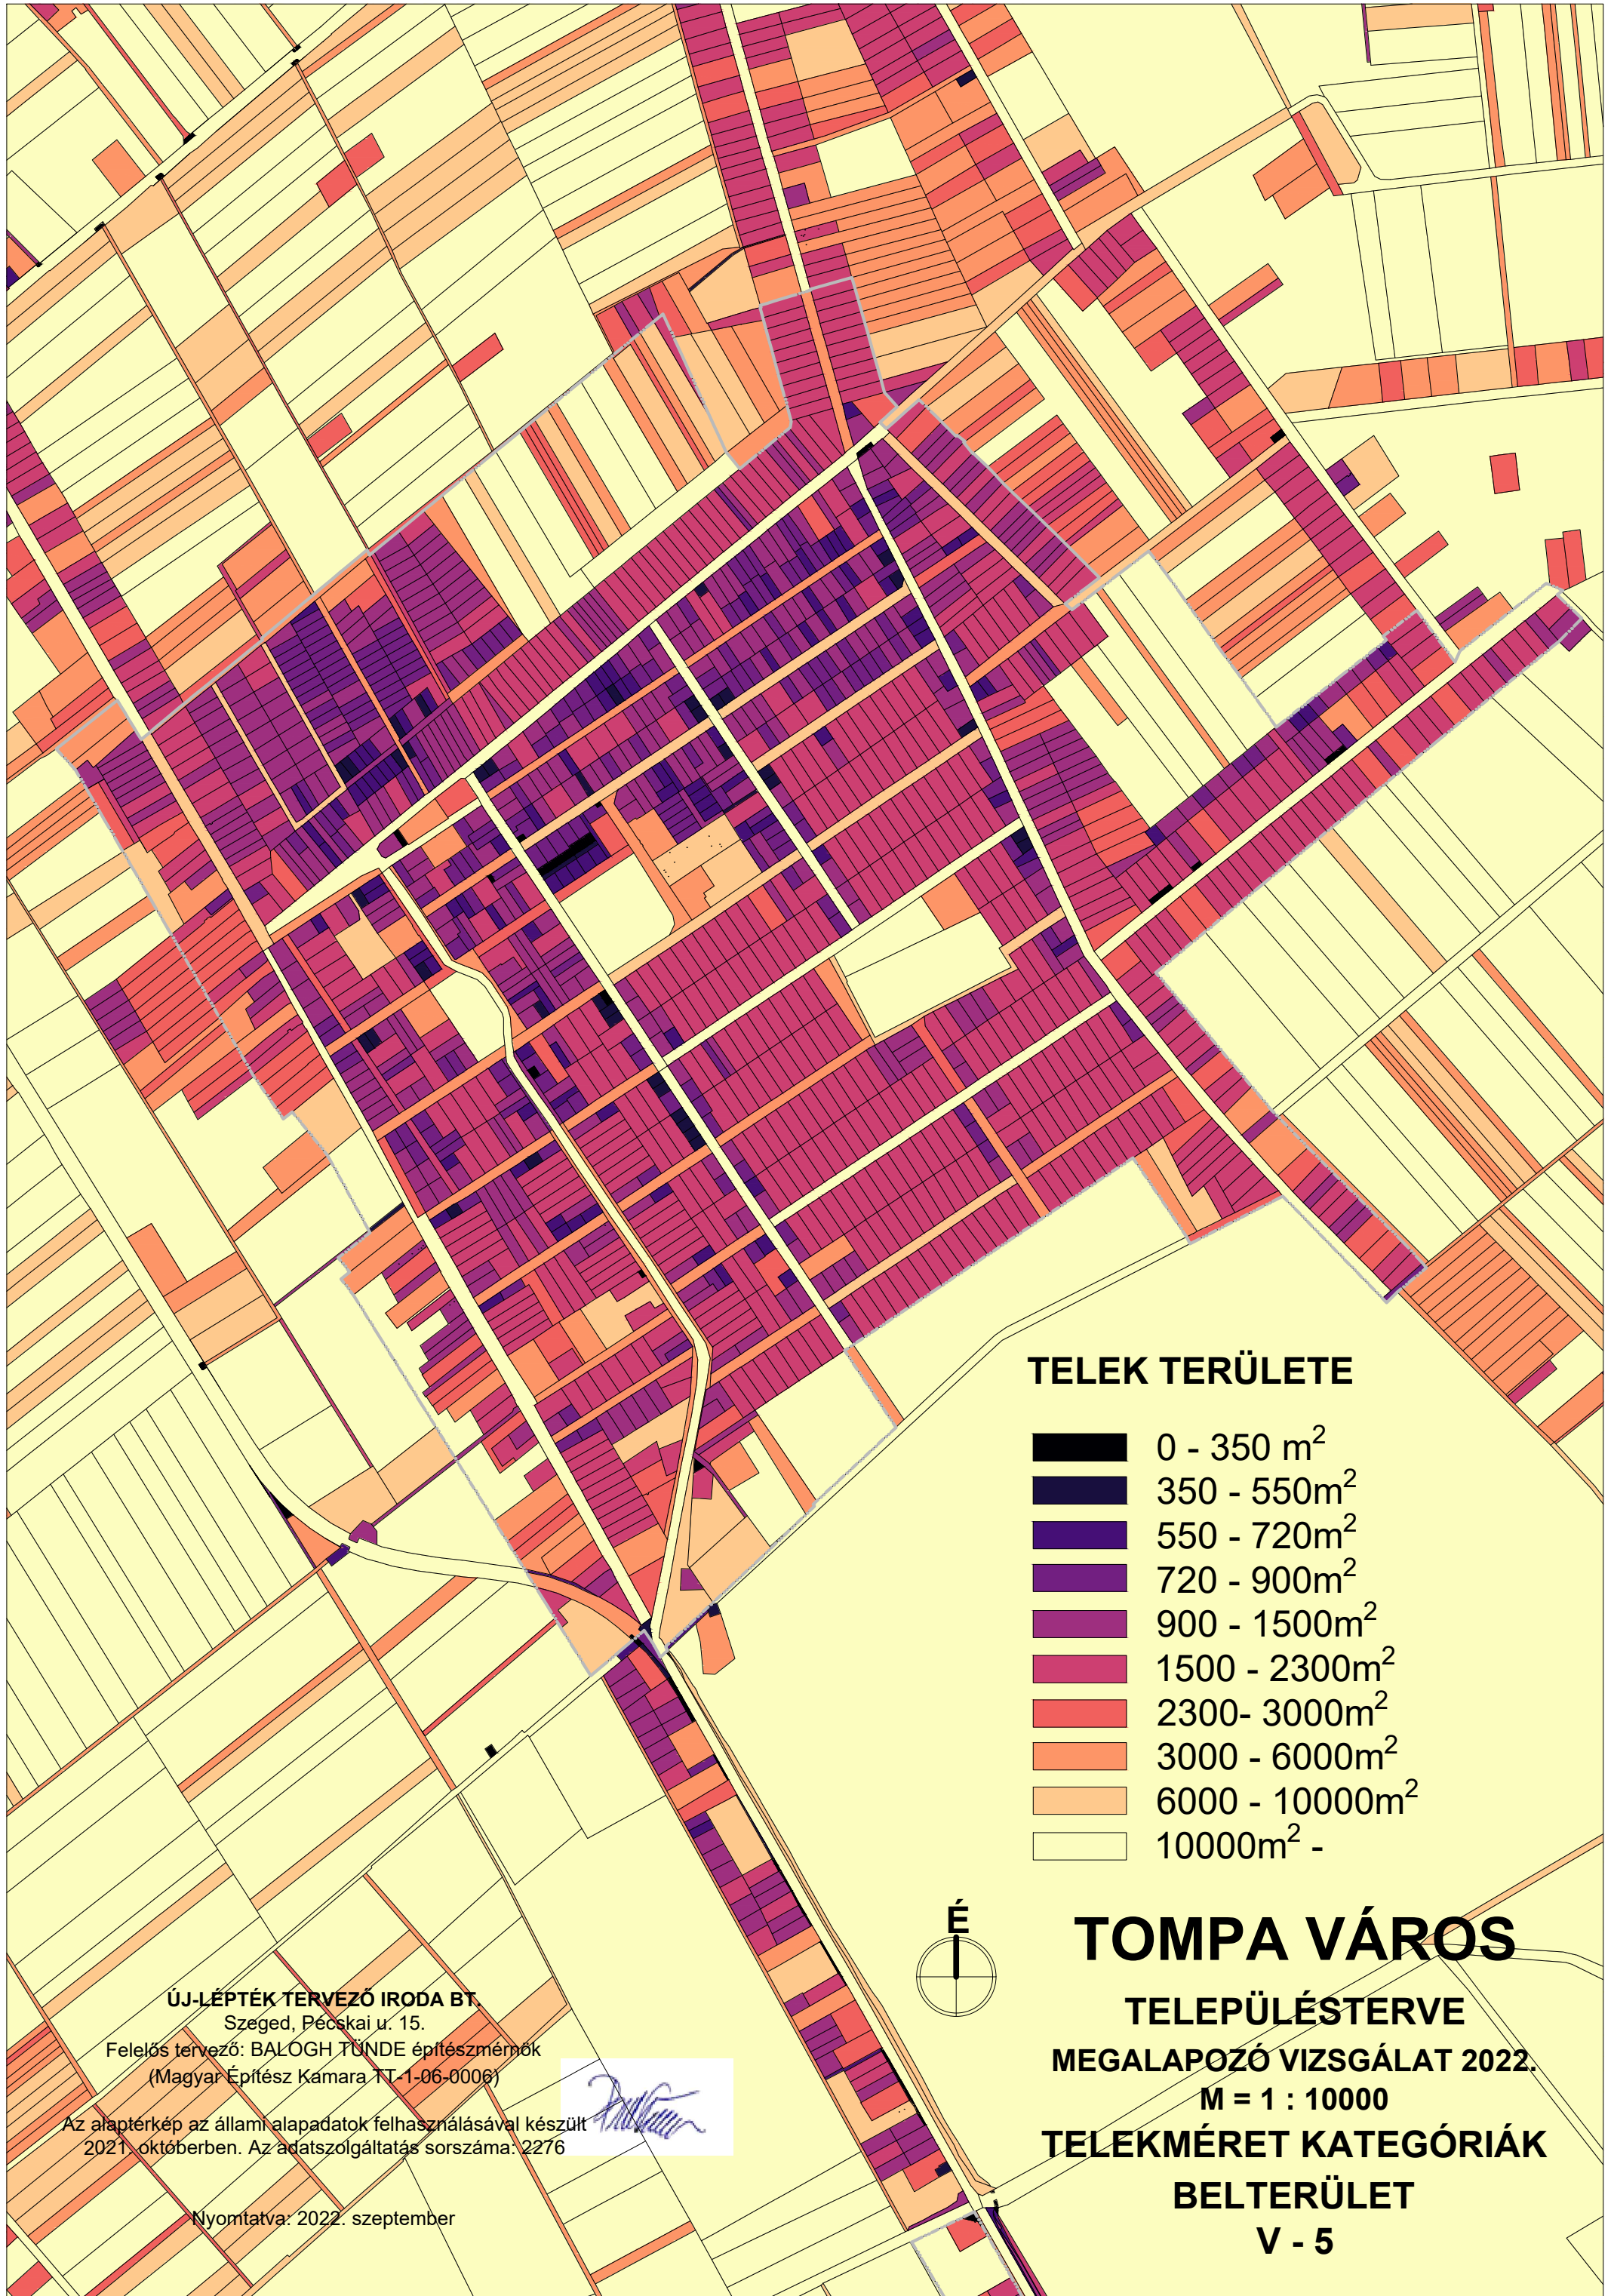 TELEK TERÜLETE
0 - 350 m²
350 - 550m²
550 - 720m²
720 - 900m²
900 - 1500m²
1500 - 2300m²
2300- 3000m²
3000 - 6000m²
6000 - 10000m²
10000m² -
É
TOMPA VÁROS
TELEPÜLÉSTERVE
MEGALAPOZÓ VIZSGÁLAT 2022.
M = 1 : 10000
TELEKMÉRET KATEGÓRIÁK
BELTERÜLET
V - 5
ÚJ-LÉPTÉK TERVEZŐ IRODA BT.
Szeged, Pécskai u. 15.
Felelős tervező: BALOGH TÜNDE építészmérnök
(Magyar Építész Kamara TT-1-06-0006)
Az alaptérkép az állami alapadatok felhasználásával készült
2021. októberben. Az adatszolgáltatás sorszáma: 2276
Nyomtatva: 2022. szeptember